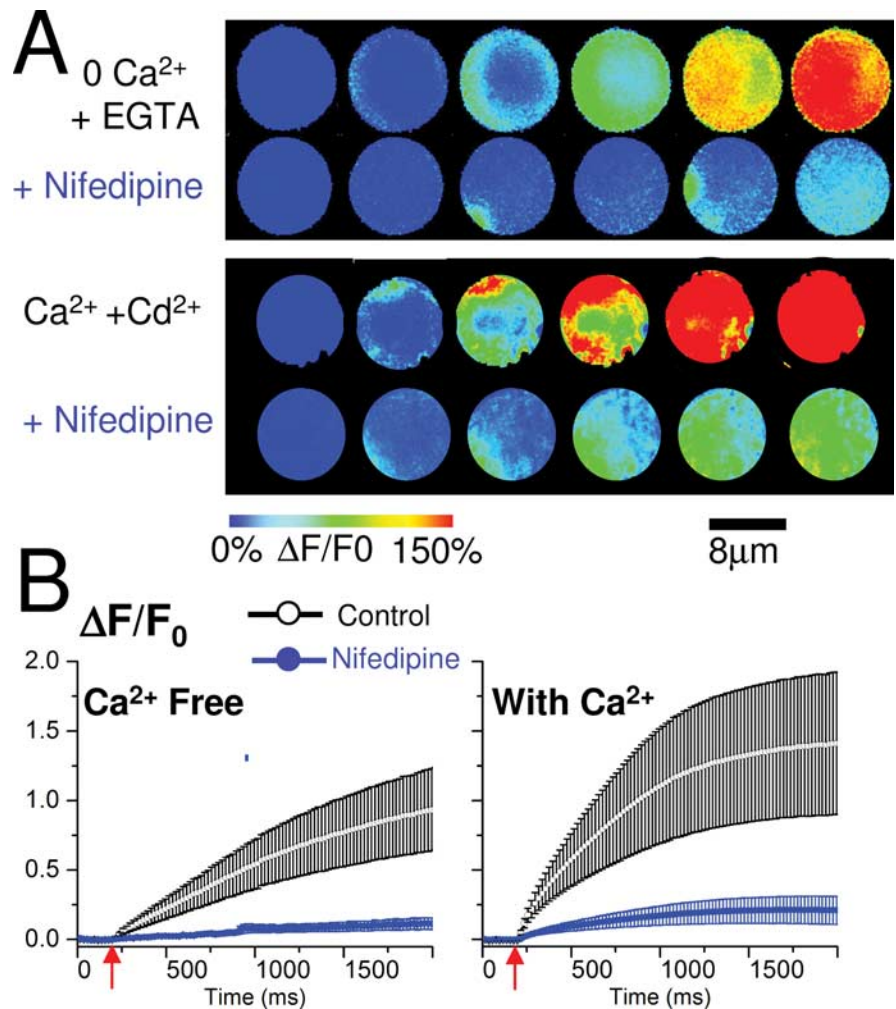 A
0 Ca²⁺
+ EGTA
+ Nifedipine
Ca²⁺ +Cd²⁺
+ Nifedipine
0% ΔF/F0 150%
8μm
B
ΔF/F₀
Control
Nifedipine
Ca²⁺ Free
With Ca²⁺
2.0
1.5
1.0
0.5
0.0
0 500 1000 1500
Time (ms)
0 500 1000 1500
Time (ms)